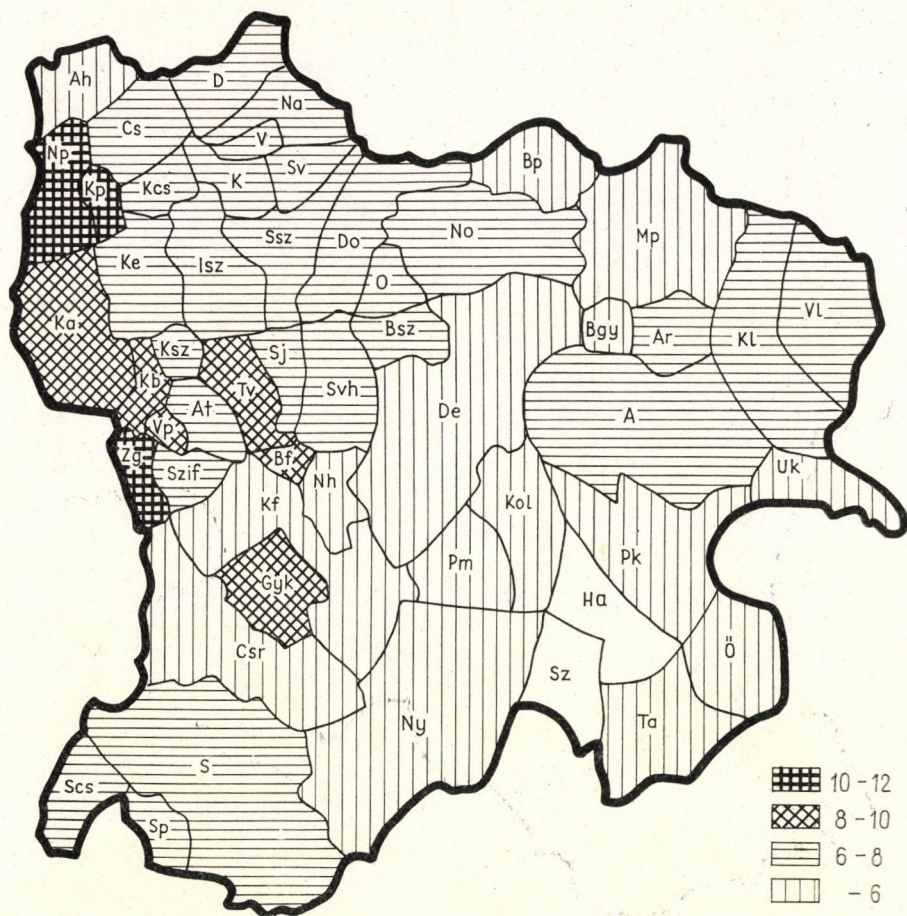 Ah
D
Na
Cs
V
Np
Bp
Kp
Kcs
K
Sv
Mp
Ke
Isz
Ssz
Do
No
O
Ka
Ksz
Sj
Bsz
Bgy
Ar
Kl
Vl
Kb
Tv
Svh
De
A
At
Vp
Zg
Szif
Bf
Nh
Kf
Kol
Uk
Gyk
Pm
Pk
Ha
Csr
Ö
Sz
Ny
Ta
S
Scs
Sp
10-12
8-10
6-8
-6